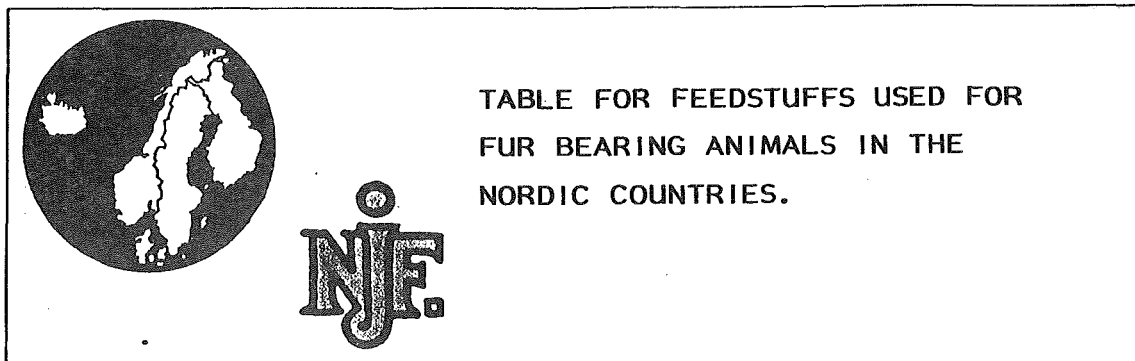 TABLE FOR FEEDSTUFFS USED FOR
FUR BEARING ANIMALS IN THE
NORDIC COUNTRIES.
NJF.